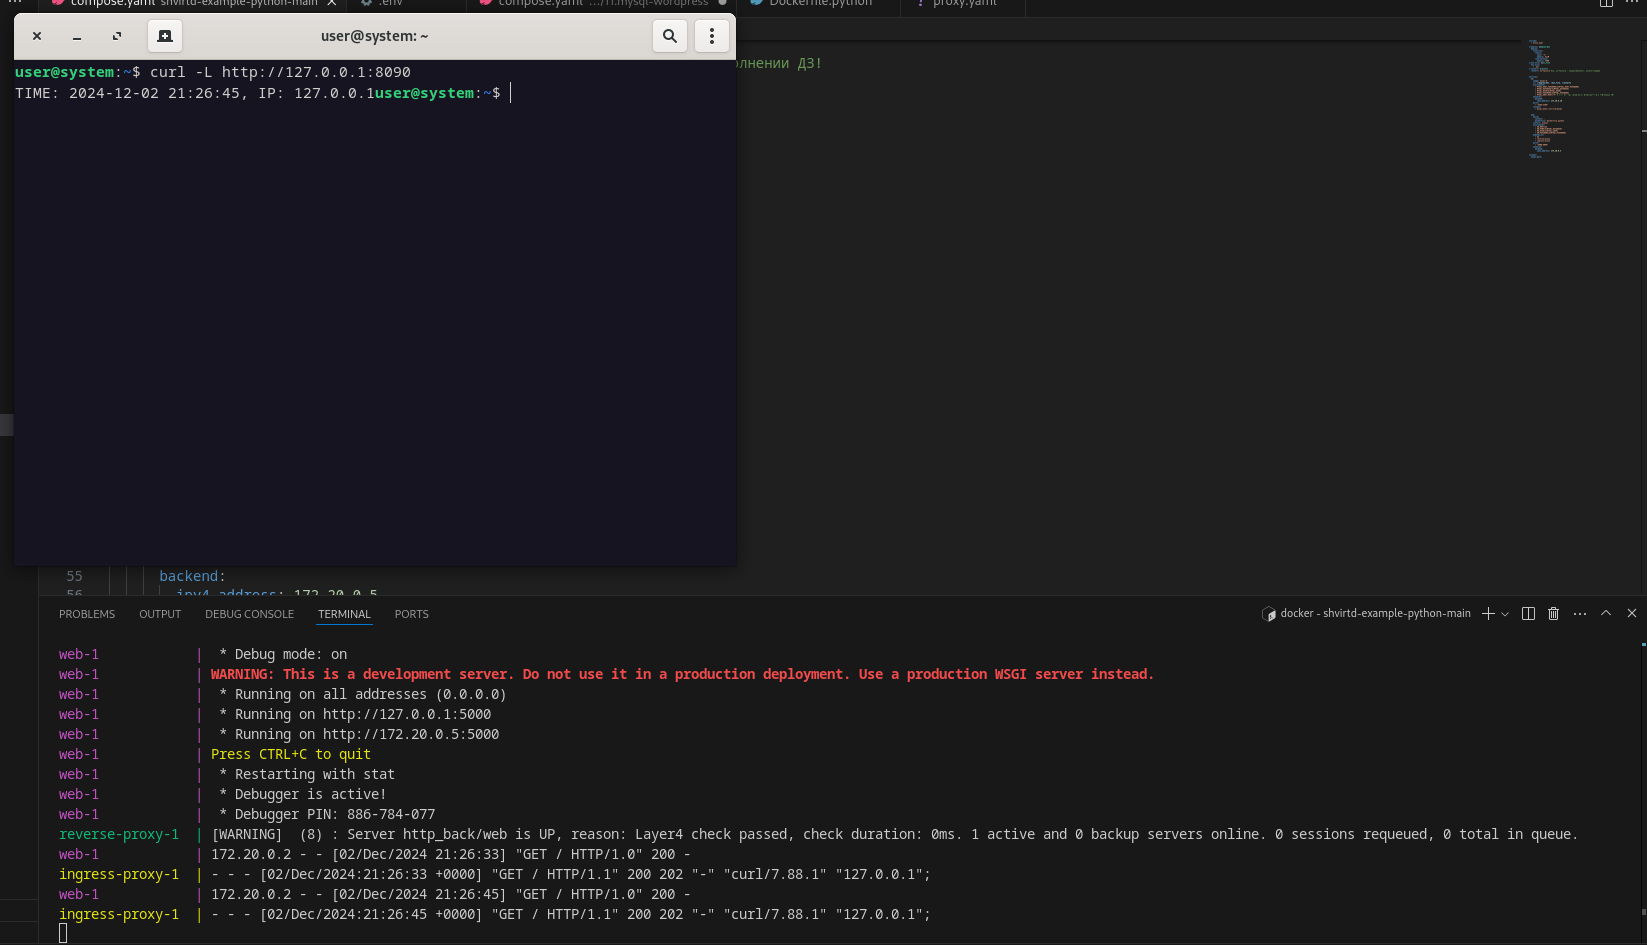 compose.yaml shvirtd-example-python-main
.env
compose.yaml .../11.mysql-wordpress
Dockerfile.python
proxy.yaml
user@system: ~
user@system:~$ curl -L http://127.0.0.1:8090
TIME: 2024-12-02 21:26:45, IP: 127.0.0.1user@system:~$
ДЗ!
55 backend:
56 ipv4_address: 172.20.0.5
PROBLEMS OUTPUT DEBUG CONSOLE TERMINAL PORTS
docker - shvirtd-example-python-main
web-1 | * Debug mode: on
web-1 | WARNING: This is a development server. Do not use it in a production deployment. Use a production WSGI server instead.
web-1 | * Running on all addresses (0.0.0.0)
web-1 | * Running on http://127.0.0.1:5000
web-1 | * Running on http://172.20.0.5:5000
web-1 | Press CTRL+C to quit
web-1 | * Restarting with stat
web-1 | * Debugger is active!
web-1 | * Debugger PIN: 886-784-077
reverse-proxy-1 | [WARNING] (8) : Server http_back/web is UP, reason: Layer4 check passed, check duration: 0ms. 1 active and 0 backup servers online. 0 sessions requeued, 0 total in queue.
web-1 | 172.20.0.2 - - [02/Dec/2024 21:26:33] "GET / HTTP/1.0" 200 -
ingress-proxy-1 | - - - [02/Dec/2024:21:26:33 +0000] "GET / HTTP/1.1" 200 202 "-" "curl/7.88.1" "127.0.0.1";
web-1 | 172.20.0.2 - - [02/Dec/2024 21:26:45] "GET / HTTP/1.0" 200 -
ingress-proxy-1 | - - - [02/Dec/2024:21:26:45 +0000] "GET / HTTP/1.1" 200 202 "-" "curl/7.88.1" "127.0.0.1";